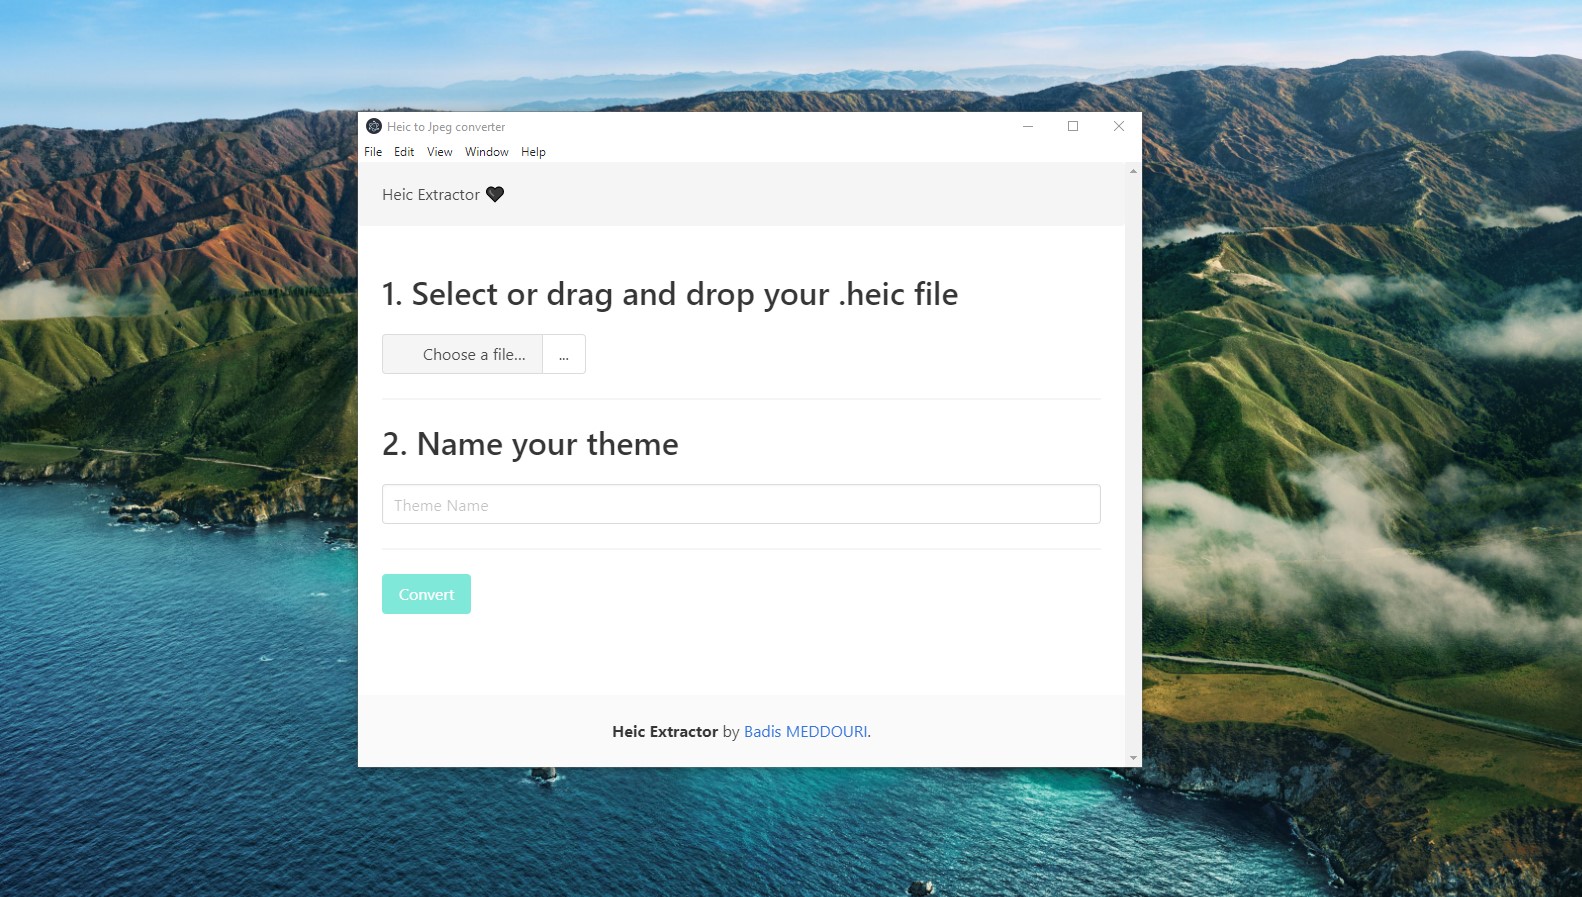 Heic to Jpeg converter
File Edit View Window Help
Heic Extractor 🖤
1. Select or drag and drop your .heic file
Choose a file... ...
2. Name your theme
Theme Name
Convert
Heic Extractor by Badis MEDDOURI.